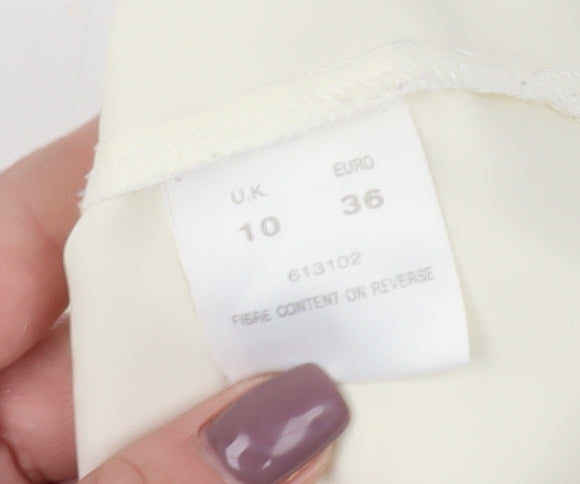 U.K. EURO
10 36
613102
FIBRE CONTENT ON REVERSE